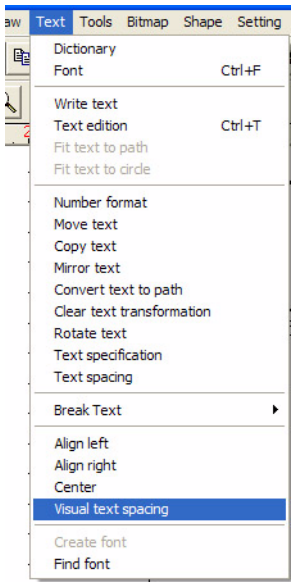 aw Text Tools Bitmap Shape Setting
Dictionary
Font Ctrl+F
Write text
Text edition Ctrl+T
Fit text to path
Fit text to circle
Number format
Move text
Copy text
Mirror text
Convert text to path
Clear text transformation
Rotate text
Text specification
Text spacing
Break Text
Align left
Align right
Center
Visual text spacing
Create font
Find font